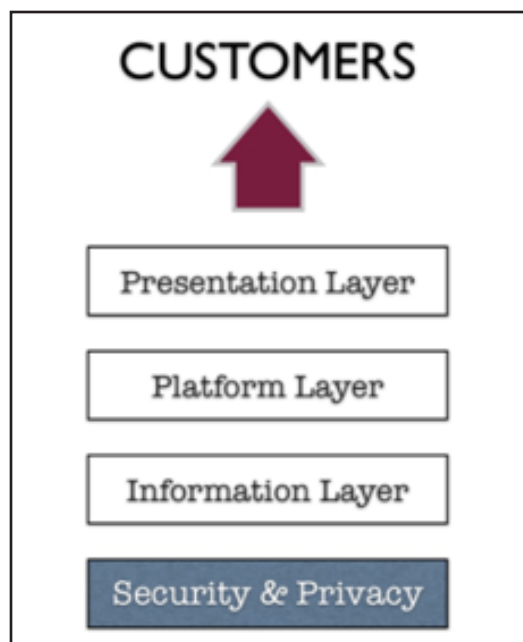 CUSTOMERS
Presentation Layer
Platform Layer
Information Layer
Security & Privacy